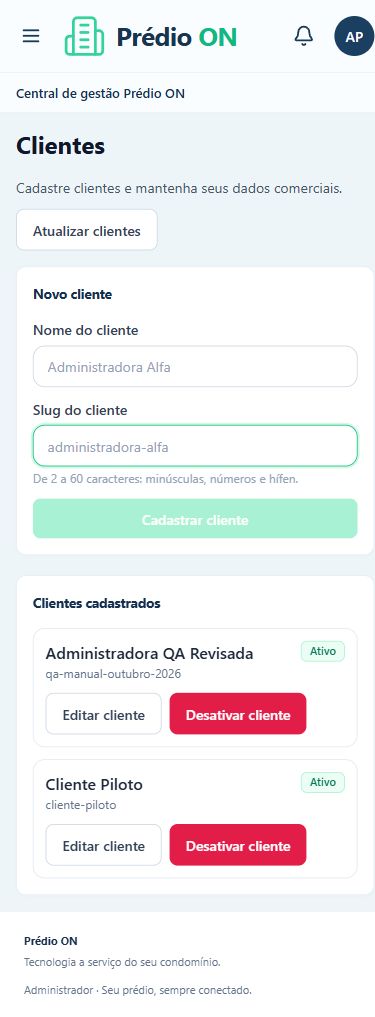 Prédio ON
AP
Central de gestão Prédio ON
Clientes
Cadastre clientes e mantenha seus dados comerciais.
Atualizar clientes
Novo cliente
Nome do cliente
Administradora Alfa
Slug do cliente
administradora-alfa
De 2 a 60 caracteres: minúsculas, números e hífen.
Cadastrar cliente
Clientes cadastrados
Administradora QA Revisada
Ativo
qa-manual-outubro-2026
Editar cliente
Desativar cliente
Cliente Piloto
Ativo
cliente-piloto
Editar cliente
Desativar cliente
Prédio ON
Tecnologia a serviço do seu condomínio.
Administrador · Seu prédio, sempre conectado.